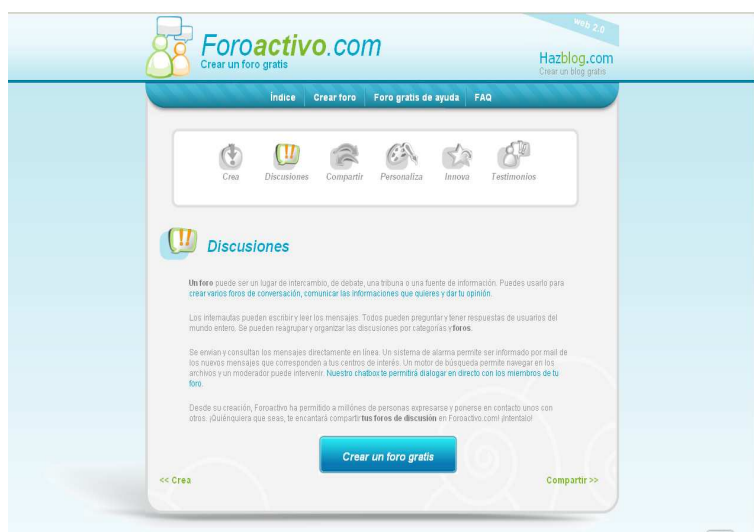 web 2.0
Foroactivo.com
Crear un foro gratis
Hazblog.com
Crear un blog gratis
Índice Crear foro Foro gratis de ayuda FAQ
Crea Discusiones Compartir Personaliza Innova Testimonios
Discusiones
Un foro puede ser un lugar de intercambio, de debate, una tribuna o una fuente de información. Puedes usarlo para
crear varios foros de conversación, comunicar las informaciones que quieres y dar tu opinión.
Los internautas pueden escribir y leer los mensajes. Todos pueden preguntar y tener respuestas de usuarios del
mundo entero. Se pueden reagrupar y organizar las discusiones por categorías y foros.
Se envian y consultan los mensajes directamente en línea. Un sistema de alarma permite ser informado por mail de
los nuevos mensajes que corresponden a tus centros de interés. Un motor de búsqueda permite navegar en los
archivos y un moderador puede intervenir. Nuestro chatbox te permitirá dialogar en directo con los miembros de tu
foro.
Desde su creación, Foroactivo ha permitido a millónes de personas expresarse y ponerse en contacto unos con
otros. ¡Quiénquiera que seas, te encantará compartir tus foros de discusión en Foroactivo.com! ¡Intentalo!
Crear un foro gratis
<< Crea Compartir >>